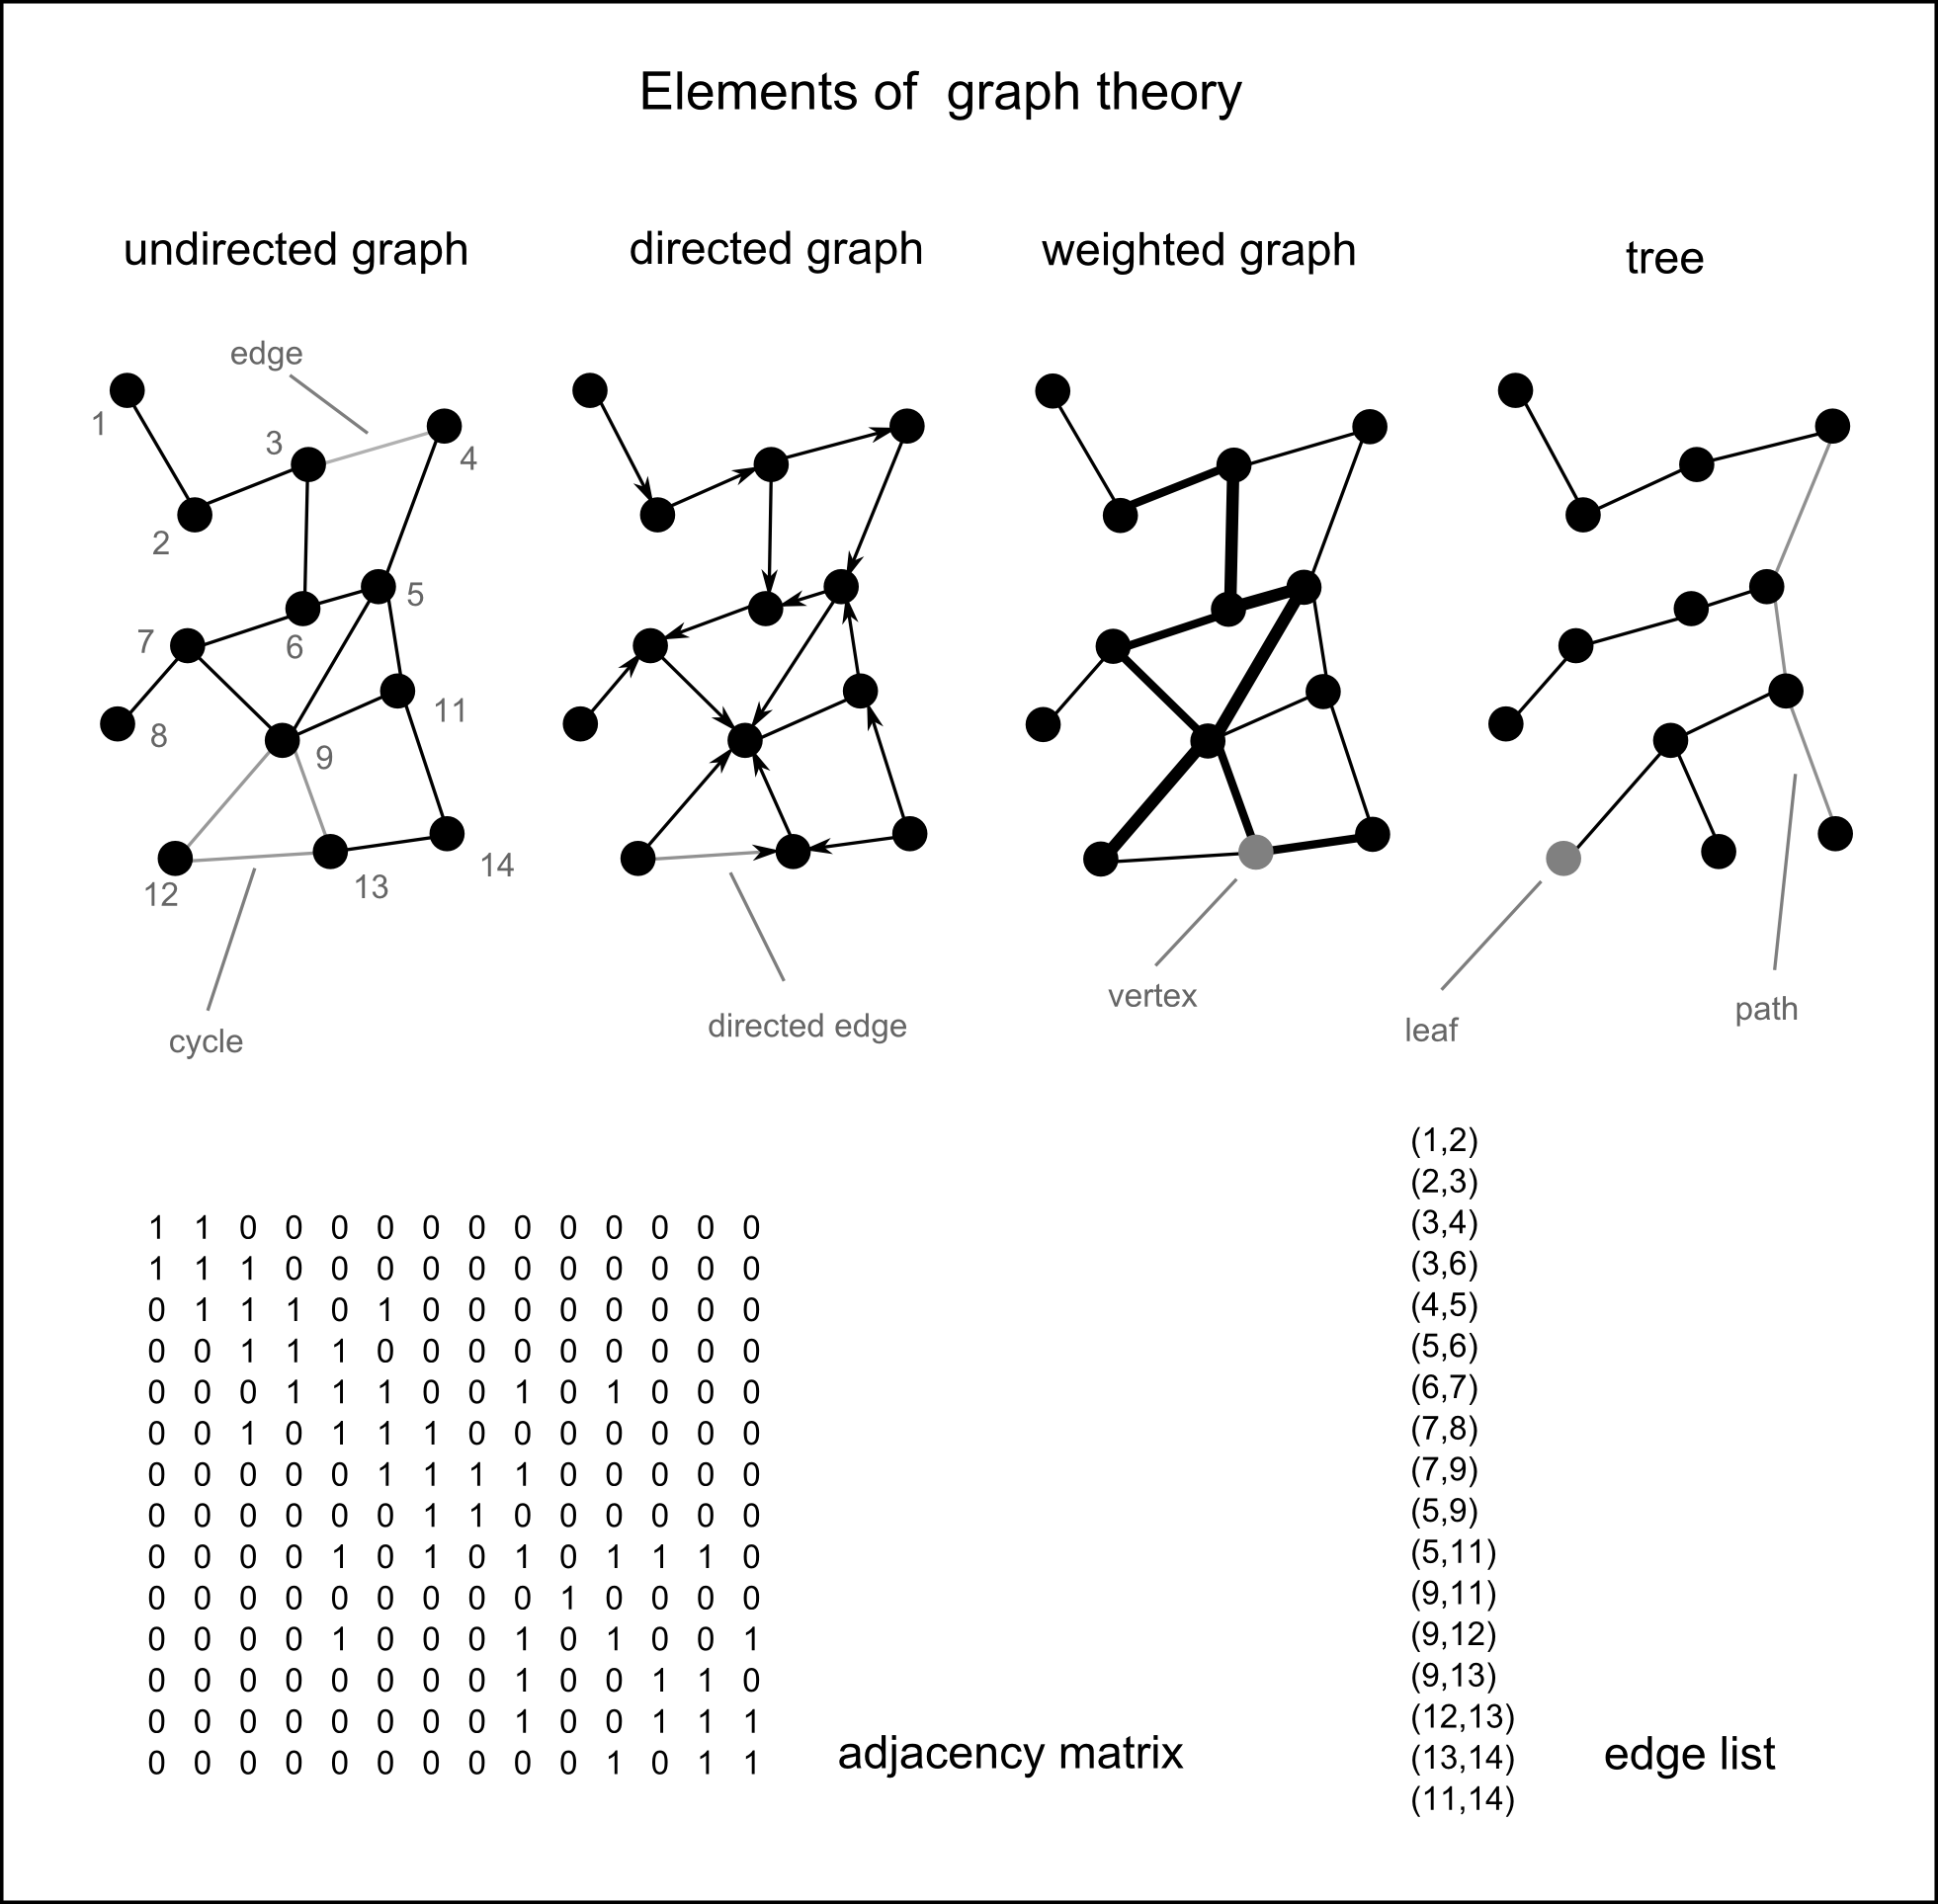 Elements of  graph theory
undirected graph
directed graph
weighted graph
tree
edge
1
2
3
4
5
6
7
8
9
11
12
13
14
cycle
directed edge
vertex
leaf
path
1 1 0 0 0 0 0 0 0 0 0 0 0 0
1 1 1 0 0 0 0 0 0 0 0 0 0 0
0 1 1 1 0 1 0 0 0 0 0 0 0 0
0 0 1 1 1 0 0 0 0 0 0 0 0 0
0 0 0 1 1 1 0 0 1 0 1 0 0 0
0 0 1 0 1 1 1 0 0 0 0 0 0 0
0 0 0 0 0 1 1 1 1 0 0 0 0 0
0 0 0 0 0 0 1 1 0 0 0 0 0 0
0 0 0 0 1 0 1 0 1 0 1 1 1 0
0 0 0 0 0 0 0 0 0 1 0 0 0 0
0 0 0 0 1 0 0 0 1 0 1 0 0 1
0 0 0 0 0 0 0 0 1 0 0 1 1 0
0 0 0 0 0 0 0 0 1 0 0 1 1 1
0 0 0 0 0 0 0 0 0 0 1 0 1 1
adjacency matrix
(1,2)
(2,3)
(3,4)
(3,6)
(4,5)
(5,6)
(6,7)
(7,8)
(7,9)
(5,9)
(5,11)
(9,11)
(9,12)
(9,13)
(12,13)
(13,14)
(11,14)
edge list